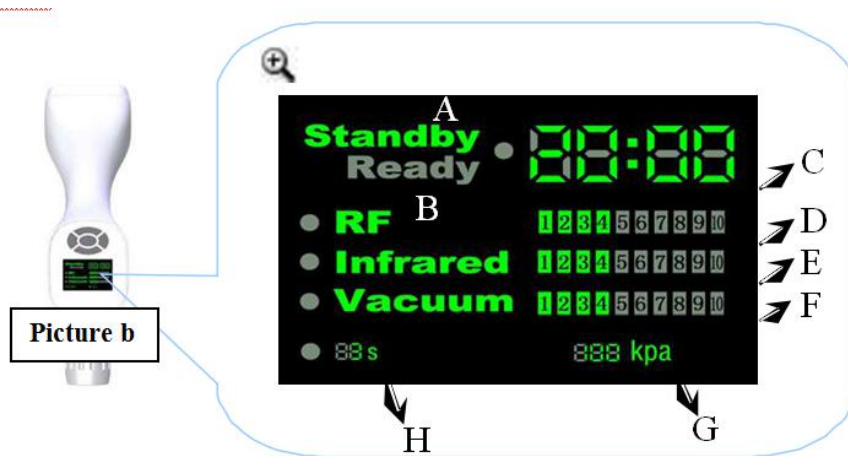 A
Standby 20:00
Ready
C
B
RF 1 2 3 4 5 6 7 8 9 10
D
Infrared 1 2 3 4 5 6 7 8 9 10
E
Vacuum 1 2 3 4 5 6 7 8 9 10
F
Picture b
88 s 888 kpa
H G